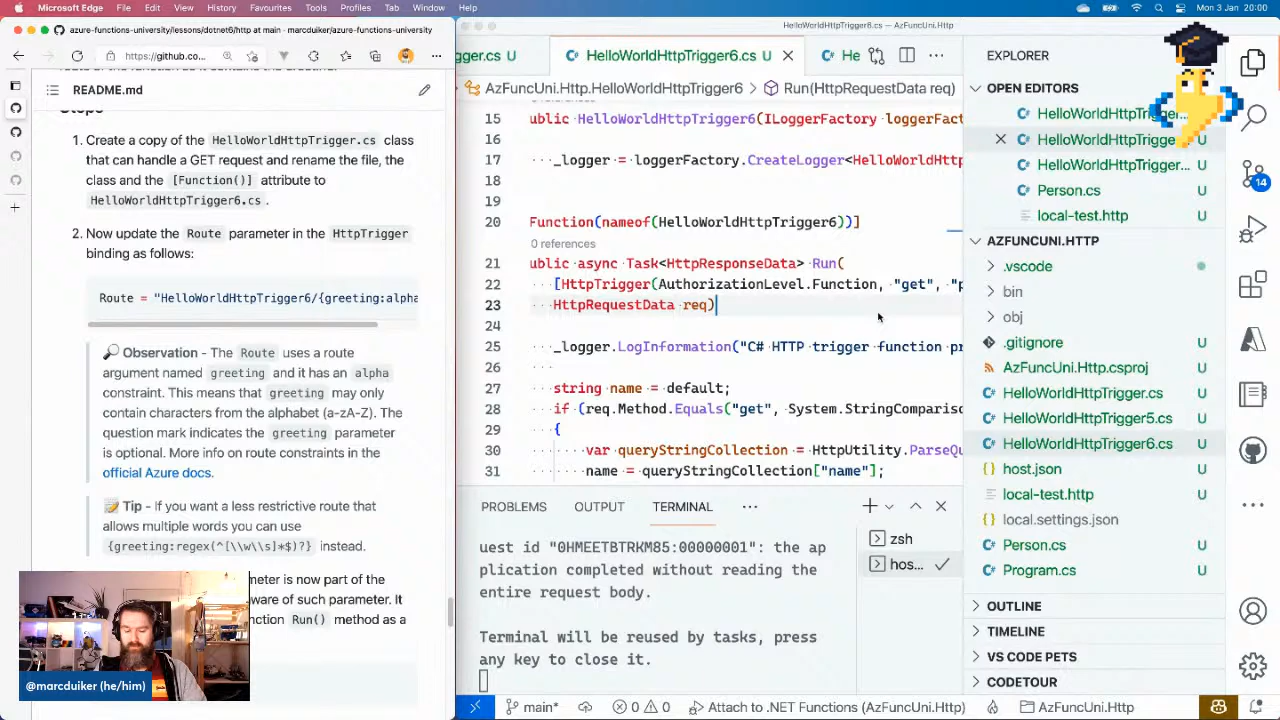 Window Help
Mon 23 May 20:00
azure-functions-university/lessons/dotnet6/http at main · marcduiker/azure-functions-university
https://github.co...
README.md
Steps
1. Create a copy of the HelloWorldHttpTrigger.cs class
that can handle a GET request and rename the file, the
class and the [Function()] attribute to
HelloWorldHttpTrigger6.cs .
2. Now update the Route parameter in the HttpTrigger
binding as follows:
Route = "HelloWorldHttpTrigger6/{greeting:alpha
🔎 Observation - The Route uses a route
argument named greeting and it has an alpha
constraint. This means that greeting may only
contain characters from the alphabet (a-zA-Z). The
question mark indicates the greeting parameter
is optional. More info on route constraints in the
official Azure docs.
📝 Tip - If you want a less restrictive route that
allows multiple words you can use
{greeting:regex(^[\\w\\s]*$)?} instead.
meter is now part of the
ware of such parameter. It
nction Run() method as a
@marcduiker (he/him)
HelloWorldHttpTrigger6.cs — AzFuncUni.Http
gger.cs U
HelloWorldHttpTrigger6.cs U
He
AzFuncUni.Http.HelloWorldHttpTrigger6 > Run(HttpRequestData req)
0 references
15 ublic HelloWorldHttpTrigger6(ILoggerFactory loggerFact
16
17 _logger = loggerFactory.CreateLogger<HelloWorldHttp
18
19
20 Function(nameof(HelloWorldHttpTrigger6))]
0 references
21 ublic async Task<HttpResponseData> Run(
22 [HttpTrigger(AuthorizationLevel.Function, "get", "p
23 HttpRequestData req)
24
25 _logger.LogInformation("C# HTTP trigger function pr
26
27 string name = default;
28 if (req.Method.Equals("get", System.StringComparis
29 {
30 var queryStringCollection = HttpUtility.ParseQu
31 name = queryStringCollection["name"];
PROBLEMS OUTPUT TERMINAL ...
uest id "0HMEETBTRKM85:00000001": the ap
plication completed without reading the
entire request body.
Terminal will be reused by tasks, press
any key to close it.
zsh
hos...
EXPLORER
OPEN EDITORS
HelloWorldHttpTrigger...
HelloWorldHttpTrigge... U
HelloWorldHttpTrigger... U
Person.cs U
local-test.http U
AZFUNCUNI.HTTP
.vscode
bin
obj
.gitignore U
AzFuncUni.Http.csproj U
HelloWorldHttpTrigger.cs U
HelloWorldHttpTrigger5.cs U
HelloWorldHttpTrigger6.cs U
host.json U
local-test.http U
local.settings.json
Person.cs U
Program.cs U
OUTLINE
TIMELINE
VS CODE PETS
CODETOUR
14
main* 0 0 Attach to .NET Functions (AzFuncUni.Http) AzFuncUni.Http